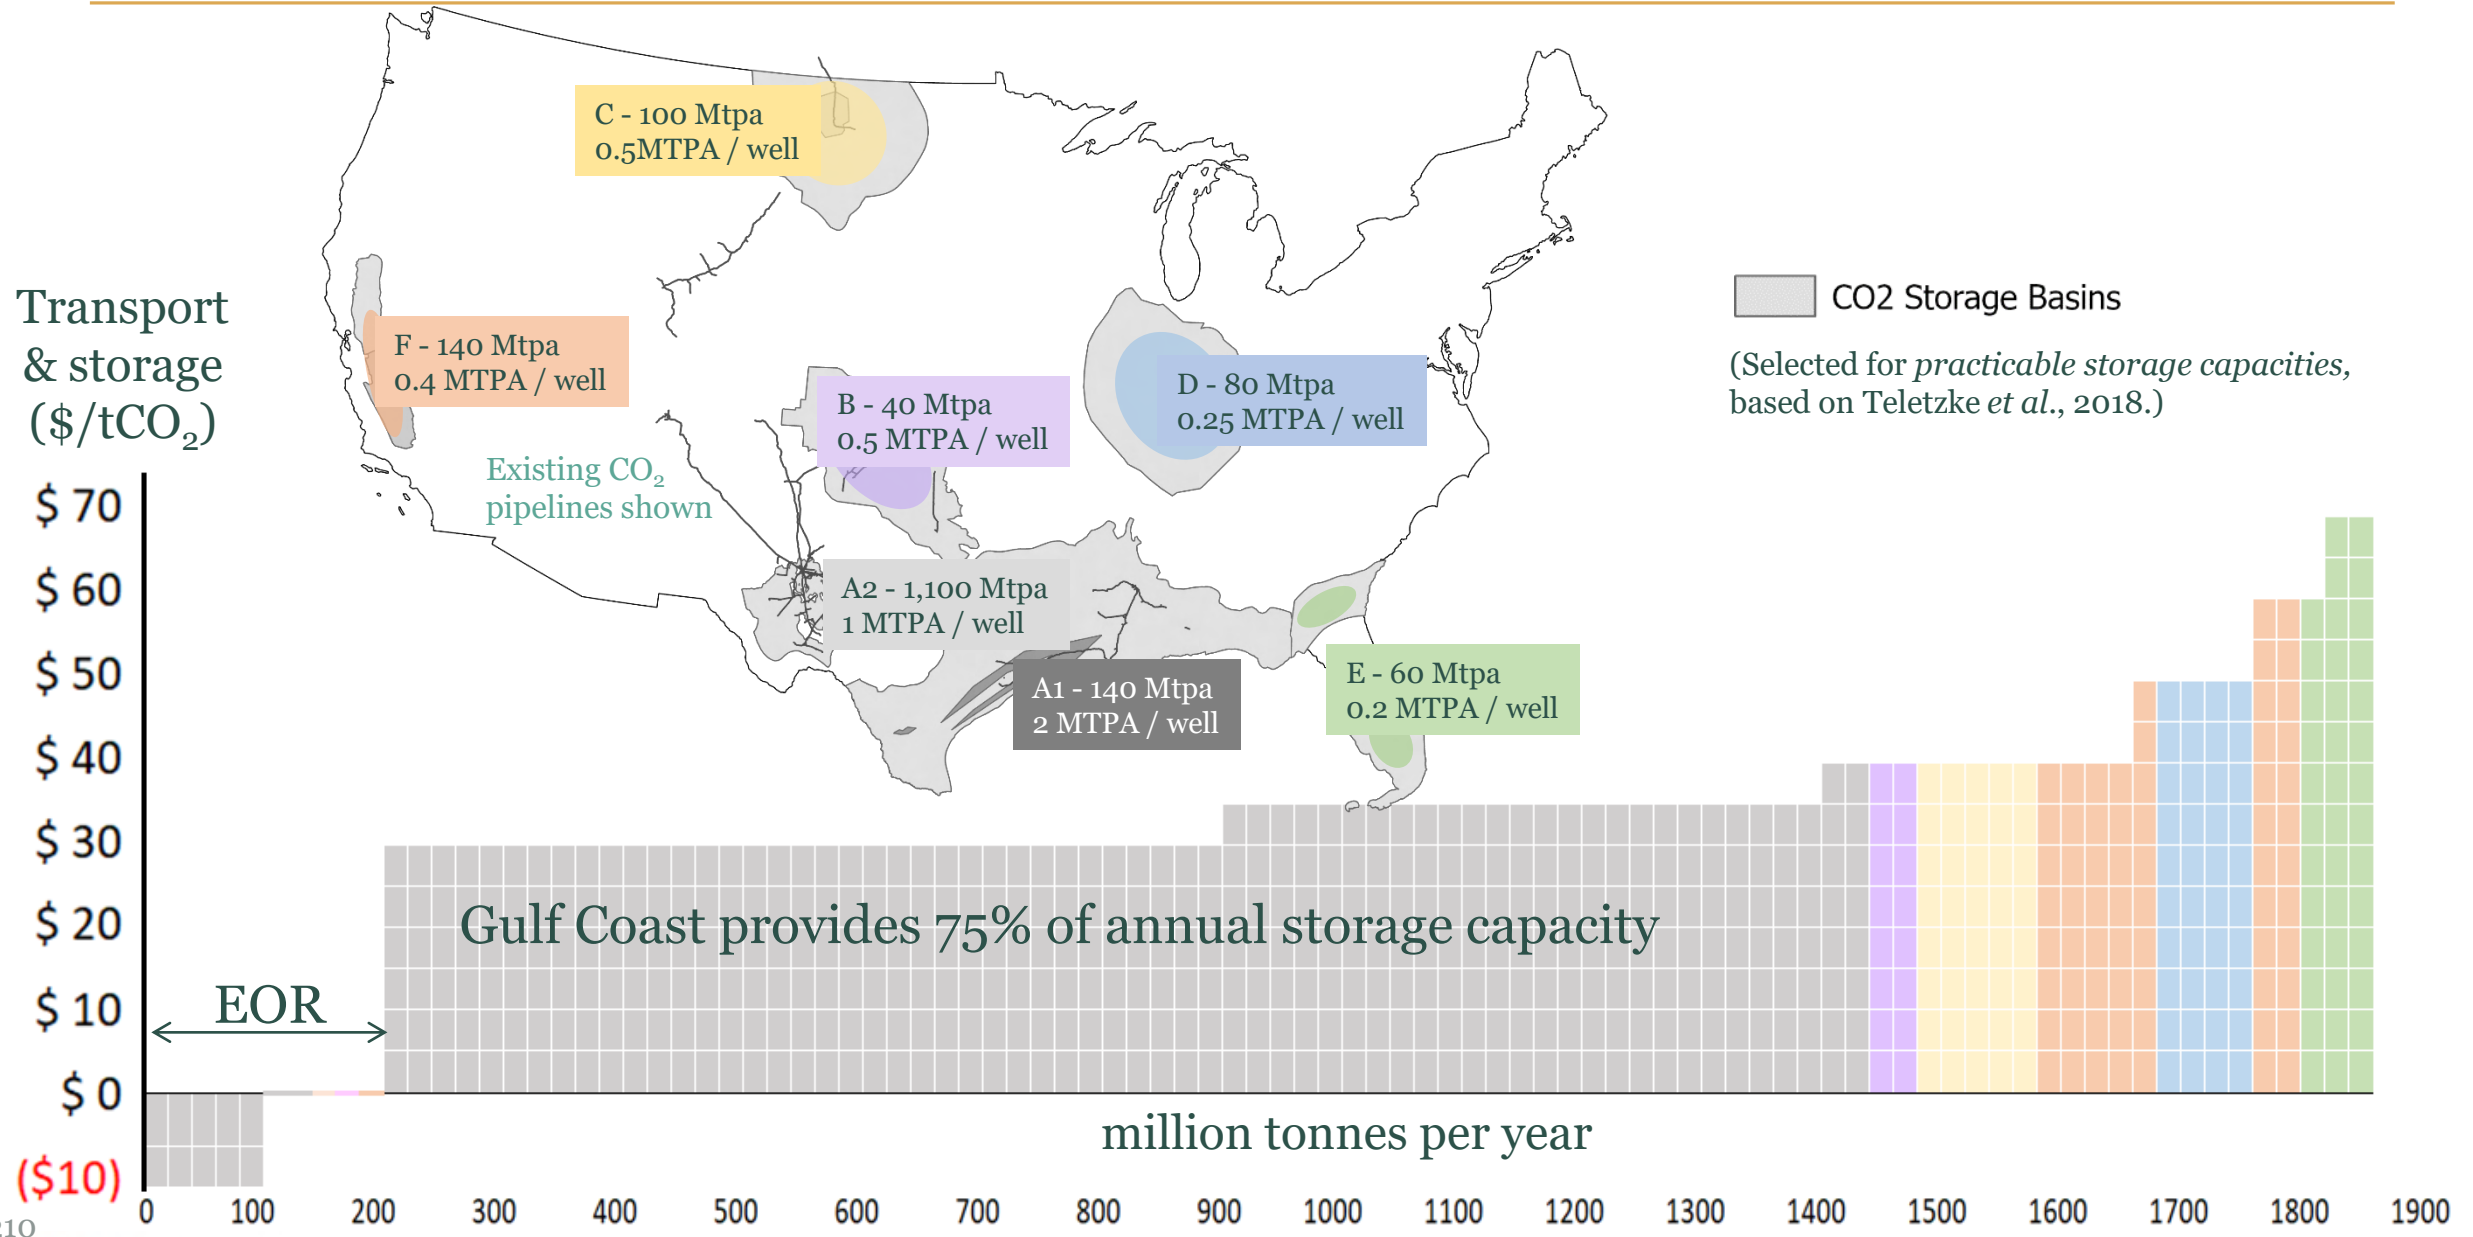 C - 100 Mtpa
0.5MTPA / well
Transport
& storage
($/tCO₂)
F - 140 Mtpa
0.4 MTPA / well
B - 40 Mtpa
0.5 MTPA / well
D - 80 Mtpa
0.25 MTPA / well
CO2 Storage Basins
(Selected for practicable storage capacities,
based on Teletzke et al., 2018.)
Existing CO₂
pipelines shown
A2 - 1,100 Mtpa
1 MTPA / well
A1 - 140 Mtpa
2 MTPA / well
E - 60 Mtpa
0.2 MTPA / well
$ 70
$ 60
$ 50
$ 40
$ 30
$ 20
$ 10
$ 0
($10)
Gulf Coast provides 75% of annual storage capacity
EOR
million tonnes per year
0 100 200 300 400 500 600 700 800 900 1000 1100 1200 1300 1400 1500 1600 1700 1800 1900
210